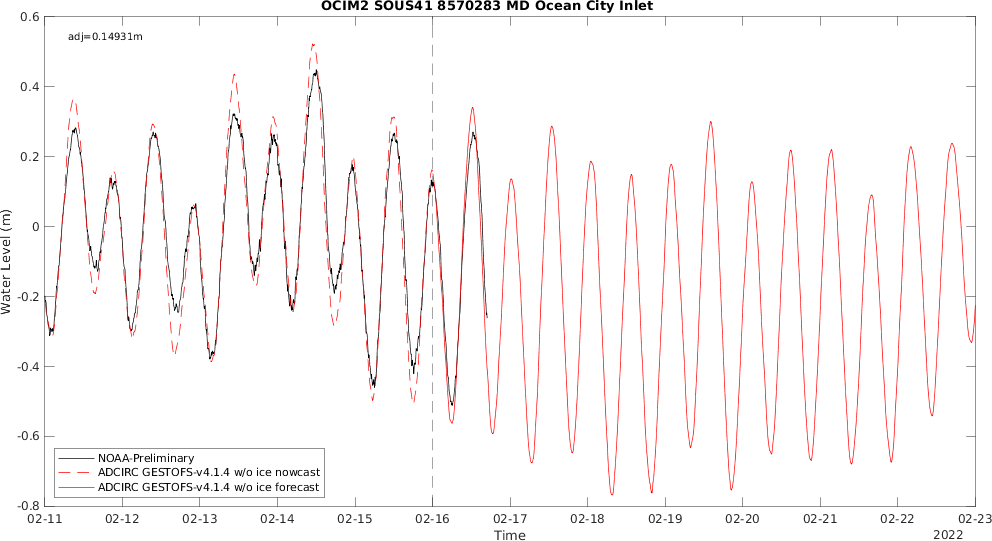 OCIM2 SOUS41 8570283 MD Ocean City Inlet
adj=0.14931m
0.6
0.4
0.2
0
-0.2
-0.4
-0.6
-0.8
Water Level (m)
NOAA-Preliminary
ADCIRC GESTOFS-v4.1.4 w/o ice nowcast
ADCIRC GESTOFS-v4.1.4 w/o ice forecast
02-11 02-12 02-13 02-14 02-15 02-16 02-17 02-18 02-19 02-20 02-21 02-22 02-23
Time
2022